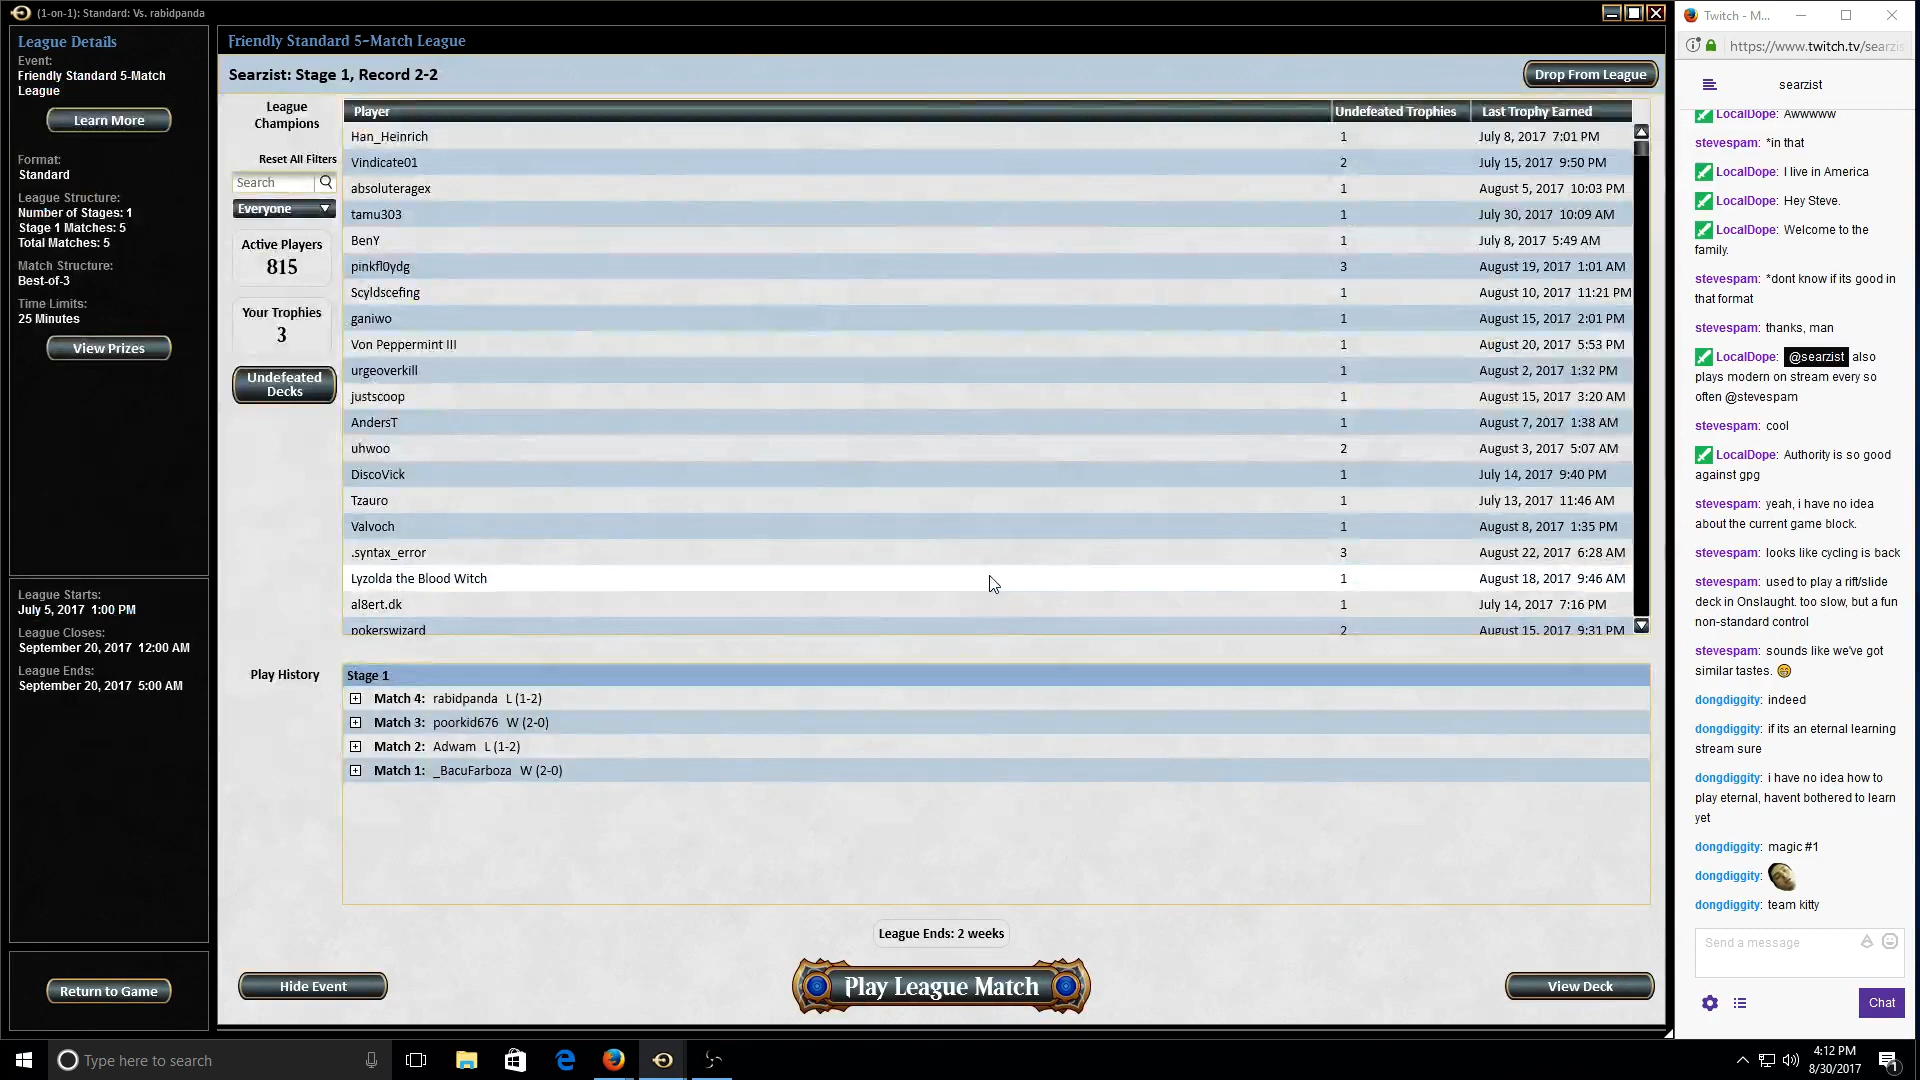 (1-on-1): Standard: Vs. rabidpanda
League Details
Event:
Friendly Standard 5-Match
League
Learn More
Format:
Standard
League Structure:
Number of Stages: 1
Stage 1 Matches: 5
Total Matches: 5
Match Structure:
Best-of-3
Time Limits:
25 Minutes
View Prizes
League Starts:
July 5, 2017 1:00 PM
League Closes:
September 20, 2017 12:00 AM
League Ends:
September 20, 2017 5:00 AM
Return to Game
Friendly Standard 5-Match League
Searzist: Stage 1, Record 2-2
Drop From League
League
Champions
Reset All Filters
Search
Everyone
Active Players
815
Your Trophies
3
Undefeated
Decks
Player Undefeated Trophies Last Trophy Earned
Han_Heinrich 1 July 8, 2017 7:01 PM
Vindicate01 2 July 15, 2017 9:50 PM
absoluteragex 1 August 5, 2017 10:03 PM
tamu303 1 July 30, 2017 10:09 AM
BenY 1 July 8, 2017 5:49 AM
pinkfl0ydg 3 August 19, 2017 1:01 AM
Scyldscefing 1 August 10, 2017 11:21 PM
ganiwo 1 August 15, 2017 2:01 PM
Von Peppermint III 1 August 20, 2017 5:53 PM
urgeoverkill 1 August 2, 2017 1:32 PM
justscoop 1 August 15, 2017 3:20 AM
AndersT 1 August 7, 2017 1:38 AM
uhwoo 2 August 3, 2017 5:07 AM
DiscoVick 1 July 14, 2017 9:40 PM
Tzauro 1 July 13, 2017 11:46 AM
Valvoch 1 August 8, 2017 1:35 PM
.syntax_error 3 August 22, 2017 6:28 AM
Lyzolda the Blood Witch 1 August 18, 2017 9:46 AM
al8ert.dk 1 July 14, 2017 7:16 PM
pokerswizard 2 August 15, 2017 9:31 PM
Play History
Stage 1
Match 4: rabidpanda L (1-2)
Match 3: poorkid676 W (2-0)
Match 2: Adwam L (1-2)
Match 1: _BacuFarboza W (2-0)
League Ends: 2 weeks
Hide Event
Play League Match
View Deck
Twitch - M...
https://www.twitch.tv/searzis
searzist
LocalDope: Awwwww
stevespam: *in that
LocalDope: I live in America
LocalDope: Hey Steve.
LocalDope: Welcome to the
family.
stevespam: *dont know if its good in
that format
stevespam: thanks, man
LocalDope: @searzist also
plays modern on stream every so
often @stevespam
stevespam: cool
LocalDope: Authority is so good
against gpg
stevespam: yeah, i have no idea
about the current game block.
stevespam: looks like cycling is back
stevespam: used to play a rift/slide
deck in Onslaught. too slow, but a fun
non-standard control
stevespam: sounds like we've got
similar tastes.
dongdiggity: indeed
dongdiggity: if its an eternal learning
stream sure
dongdiggity: i have no idea how to
play eternal, havent bothered to learn
yet
dongdiggity: magic #1
dongdiggity:
dongdiggity: team kitty
Send a message
Chat
Type here to search
4:12 PM
8/30/2017
1